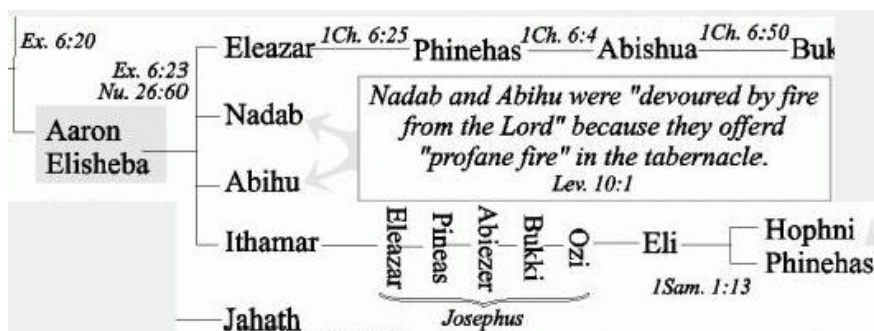 Ex. 6:20
Eleazar 1Ch. 6:25 Phinehas 1Ch. 6:4 Abishua 1Ch. 6:50 Buk
Ex. 6:23
Nu. 26:60
Nadab
Aaron
Elisheba
Abihu
Nadab and Abihu were "devoured by fire
from the Lord" because they offerd
"profane fire" in the tabernacle.
Lev. 10:1
Ithamar
Eleazar
Pineas
Abiezer
Bukki
Ozi
Eli
Hophni
Phinehas
1Sam. 1:13
Josephus
Jahath